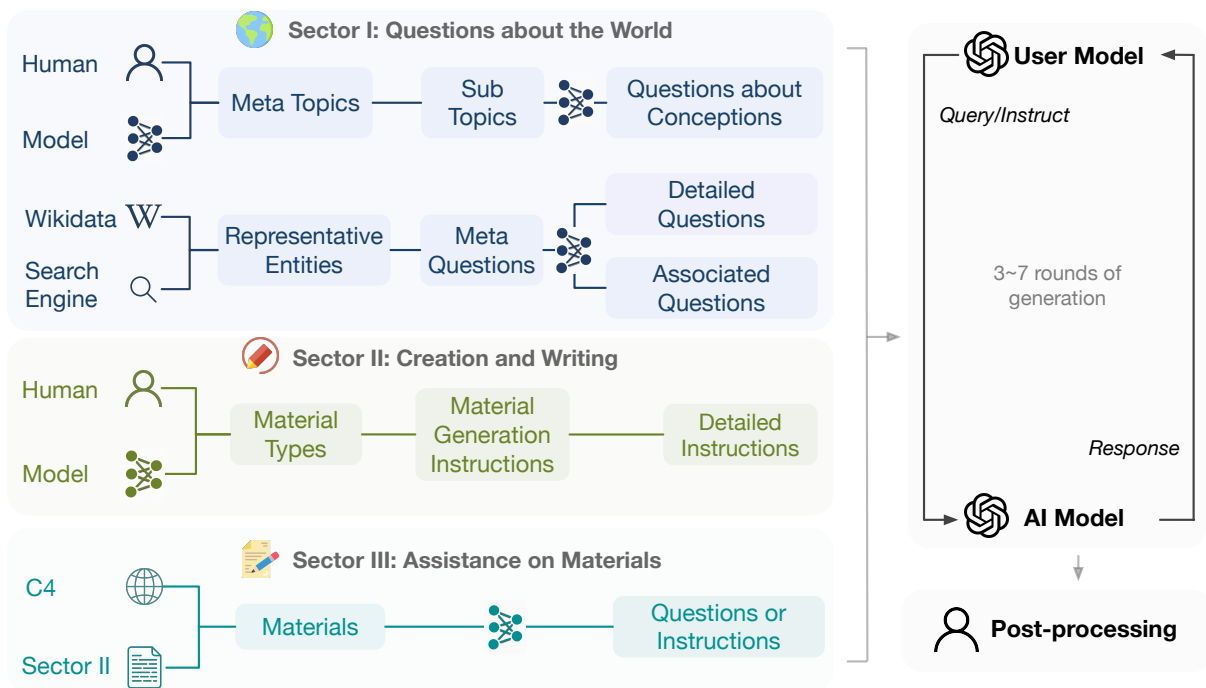 Sector I: Questions about the World
Human
Model
Meta Topics
Sub
Topics
Questions about
Conceptions
Wikidata
W
Search
Engine
Representative
Entities
Meta
Questions
Detailed
Questions
Associated
Questions
Sector II: Creation and Writing
Human
Model
Material
Types
Material
Generation
Instructions
Detailed
Instructions
Sector III: Assistance on Materials
C4
Sector II
Materials
Questions or
Instructions
User Model
Query/Instruct
3~7 rounds of
generation
Response
AI Model
Post-processing